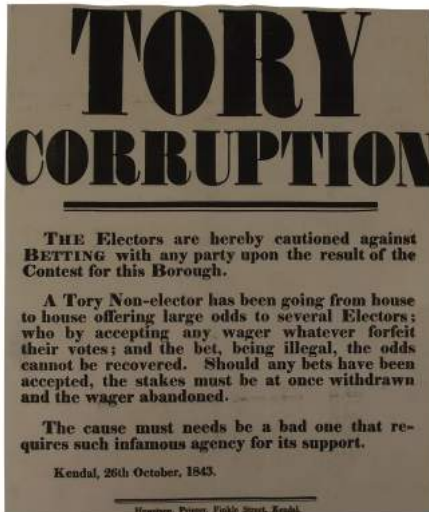 TORY
CORRUPTION
THE Electors are hereby cautioned against
BETTING with any party upon the result of the
Contest for this Borough.
A Tory Non-elector has been going from house
to house offering large odds to several Electors;
who by accepting any wager whatever forfeit
their votes; and the bet, being illegal, the odds
cannot be recovered. Should any bets have been
accepted, the stakes must be at once withdrawn
and the wager abandoned.
The cause must needs be a bad one that re-
quires such infamous agency for its support.
Kendal, 26th October, 1843.
Printer, Finkle Street, Kendal.